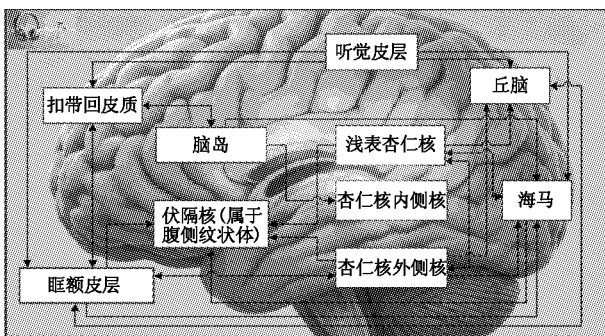 听觉皮层
丘脑
扣带回皮质
脑岛
浅表杏仁核
杏仁核内侧核
海马
伏隔核(属于
腹侧纹状体)
杏仁核外侧核
眶额皮层